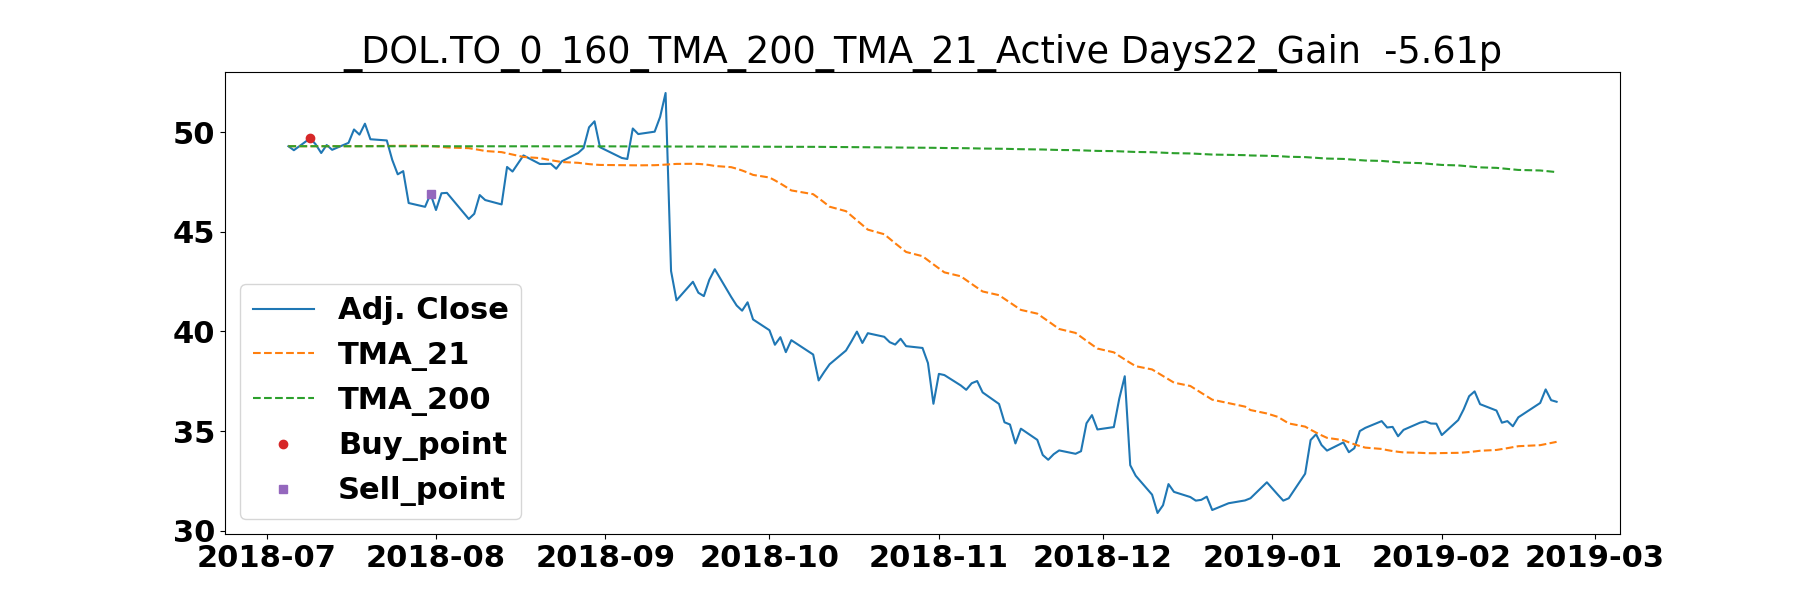 _DOL.TO_0_160_TMA_200_TMA_21_Active Days22_Gain  -5.61p
50
45
40
35
30
Adj. Close
TMA_21
TMA_200
Buy_point
Sell_point
2018-07 2018-08 2018-09 2018-10 2018-11 2018-12 2019-01 2019-02 2019-03